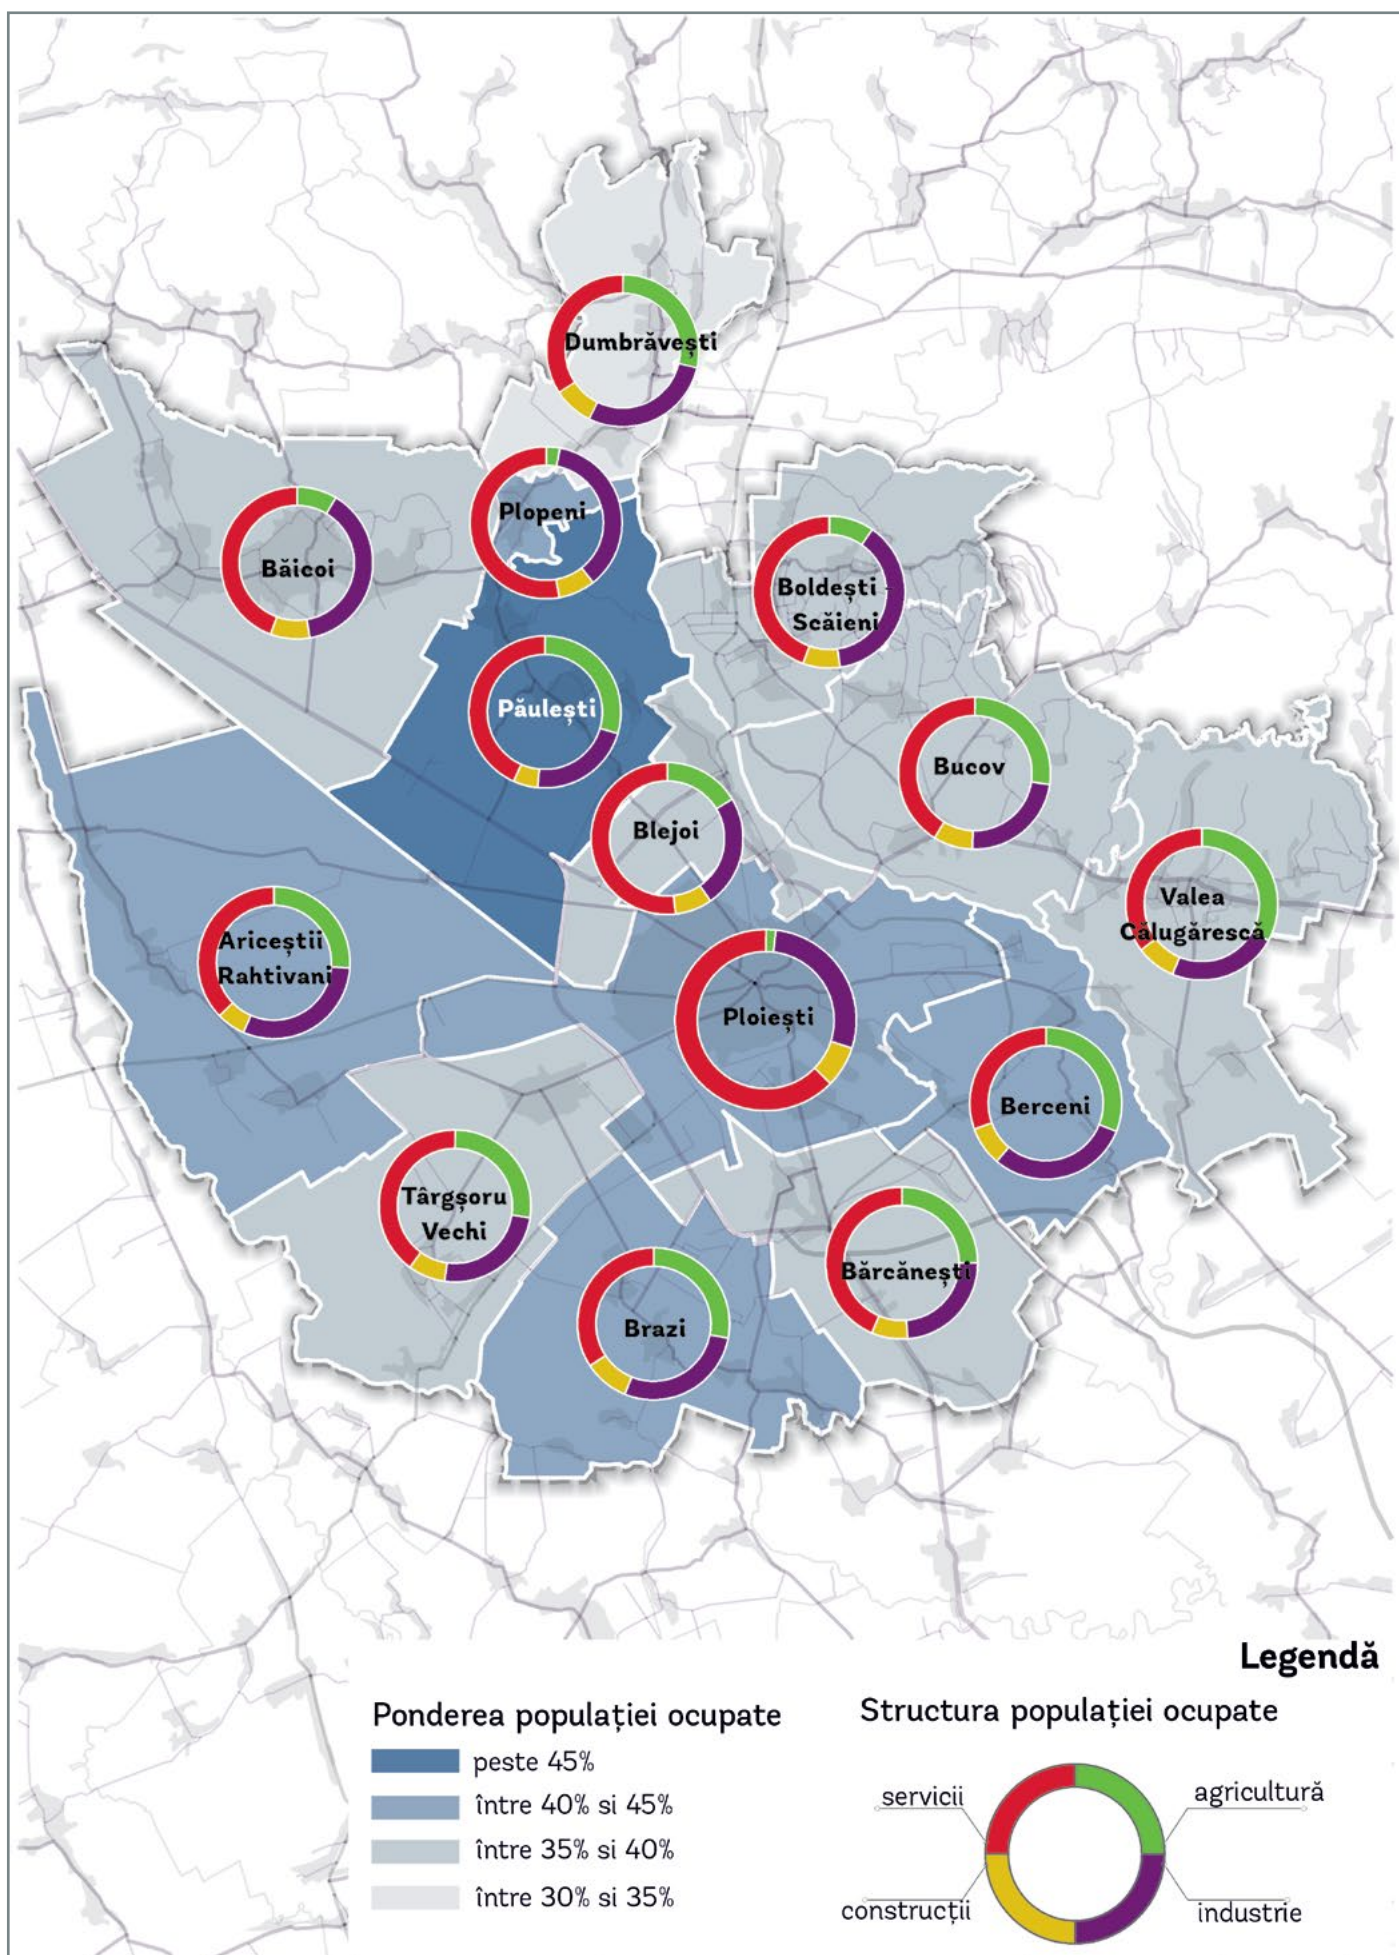 Dumbrăvești
Plopeni
Băicoi
Boldești
Scăieni
Păulești
Bucov
Blejoi
Valea
Călugărescă
Ariceștii
Rahtivani
Ploiești
Berceni
Târgșoru
Vechi
Bărcănești
Brazi
Legendă
Ponderea populației ocupate
peste 45%
între 40% si 45%
între 35% si 40%
între 30% si 35%
Structura populației ocupate
servicii
agricultură
construcții
industrie